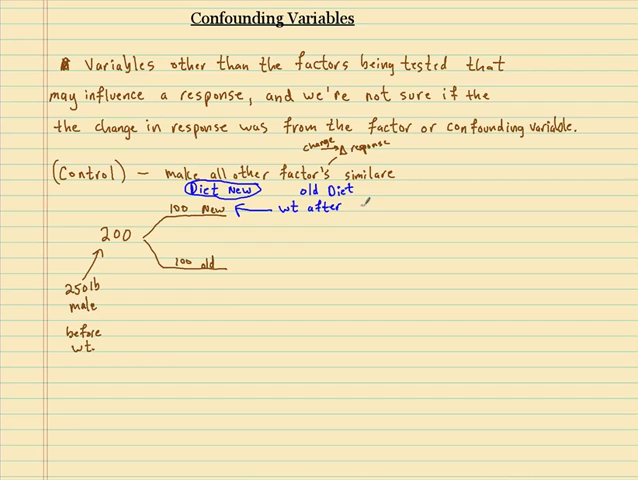 Confounding Variables
Variables other than the factors being tested that
may influence a response, and we're not sure if the
the change in response was from the factor or confounding variable.
change → Δ response
(Control) - make all other factor's similare
Diet New old Diet
100 New ← wt after
200
100 old
250lb
male
before
wt.